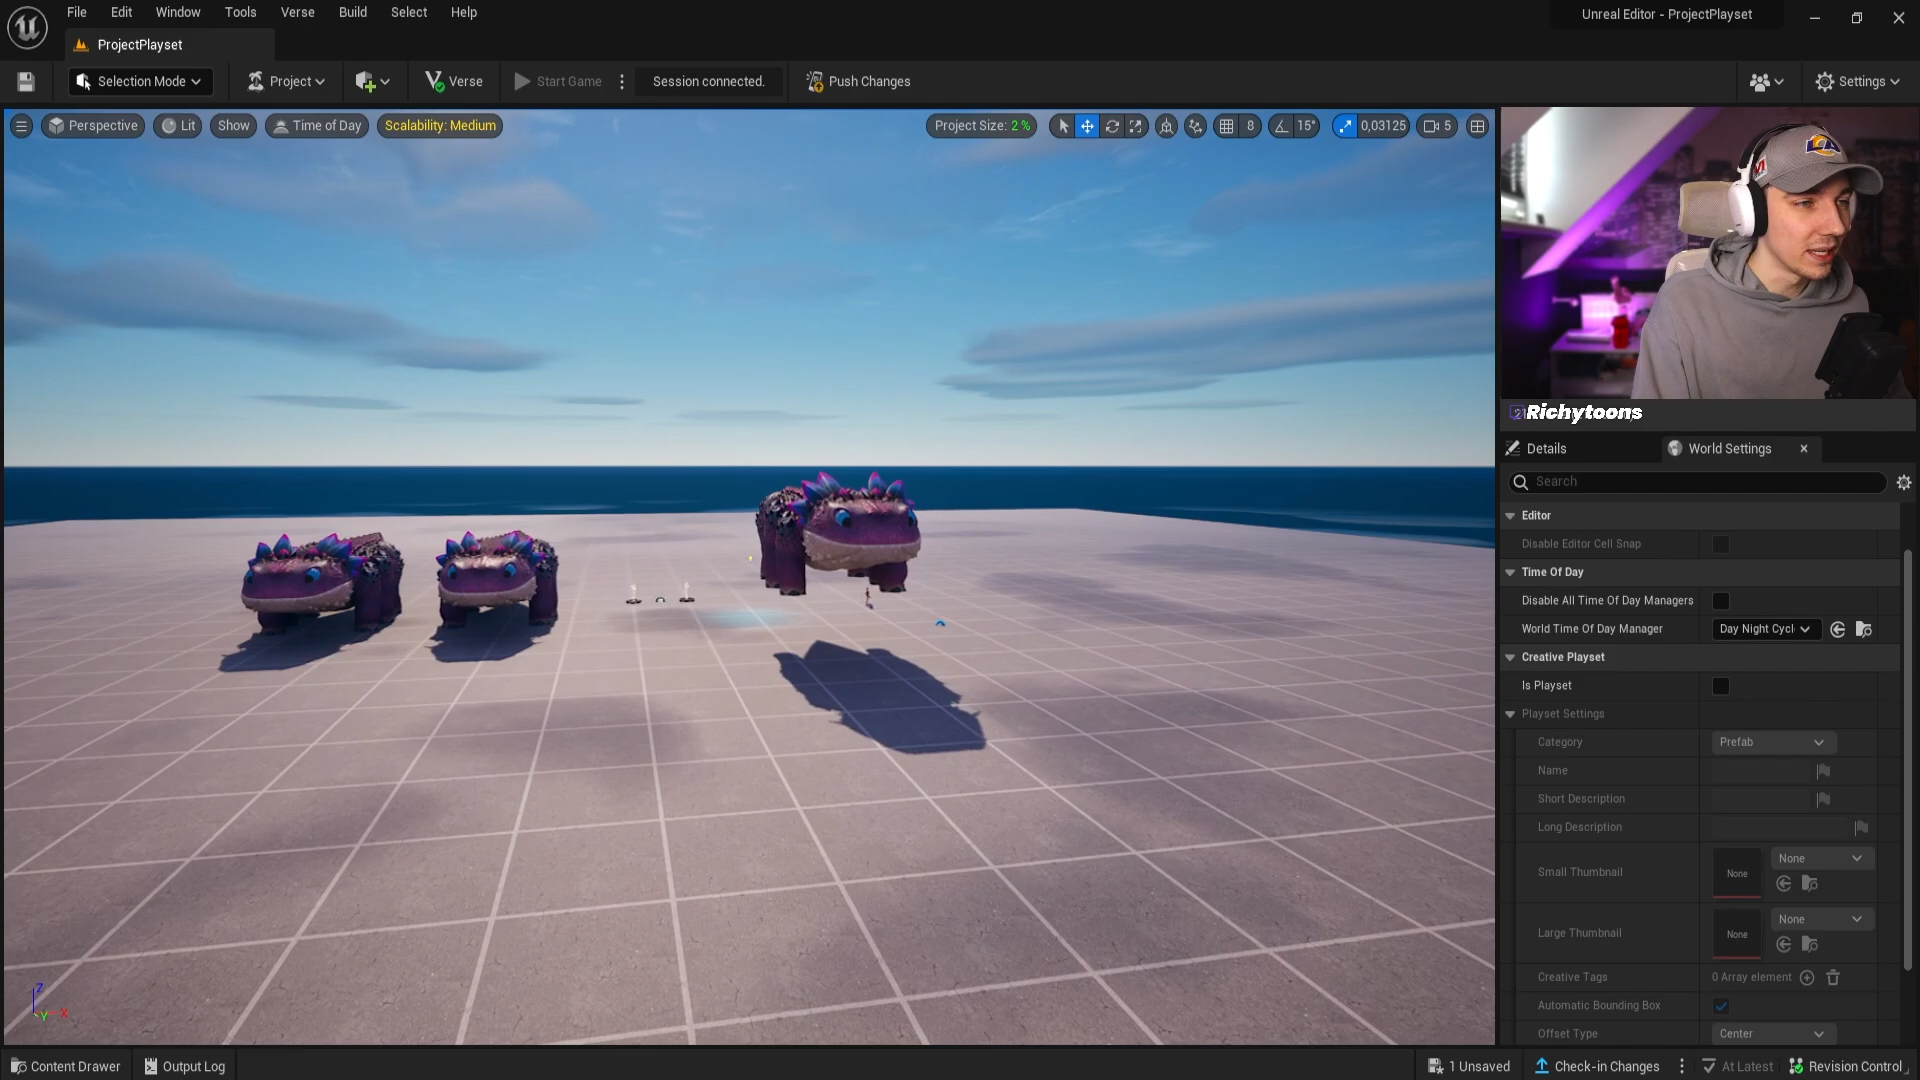 File Edit Window Tools Verse Build Select Help
Unreal Editor - ProjectPlayset
ProjectPlayset
Selection Mode
Project
Verse
Start Game
Session connected.
Push Changes
Settings
Perspective
Lit
Show
Time of Day
Scalability: Medium
Project Size: 2 %
8
15°
0,03125
5
Richytoons
Details
World Settings
Search
Editor
Disable Editor Cell Snap
Time Of Day
Disable All Time Of Day Managers
World Time Of Day Manager
Day Night Cycl
Creative Playset
Is Playset
Playset Settings
Category
Prefab
Name
Short Description
Long Description
Small Thumbnail
None
None
Large Thumbnail
None
None
Creative Tags
0 Array element
Automatic Bounding Box
Offset Type
Center
Z
Y
X
Content Drawer
Output Log
1 Unsaved
Check-in Changes
At Latest
Revision Control